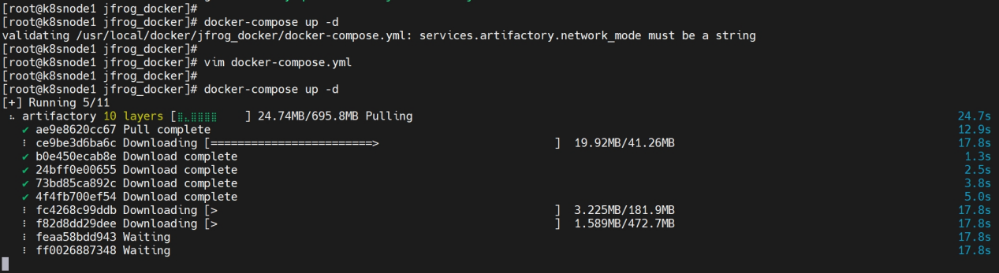 [root@k8snode1 jfrog_docker]#
[root@k8snode1 jfrog_docker]# docker-compose up -d
validating /usr/local/docker/jfrog_docker/docker-compose.yml: services.artifactory.network_mode must be a string
[root@k8snode1 jfrog_docker]#
[root@k8snode1 jfrog_docker]# vim docker-compose.yml
[root@k8snode1 jfrog_docker]#
[root@k8snode1 jfrog_docker]# docker-compose up -d
[+] Running 5/11
⠦ artifactory 10 layers [⣿⣄⣿⣿⣿⣿    ] 24.74MB/695.8MB Pulling 24.7s
✔ ae9e8620cc67 Pull complete 12.9s
⠸ ce9be3d6ba6c Downloading [========================>                          ]  19.92MB/41.26MB 17.8s
✔ b0e450ecab8e Download complete 1.3s
✔ 24bff0e00655 Download complete 2.5s
✔ 73bd85ca892c Download complete 3.8s
✔ 4f4fb700ef54 Download complete 5.0s
⠸ fc4268c99ddb Downloading [>                                                  ]  3.225MB/181.9MB 17.8s
⠸ f82d8dd29dee Downloading [>                                                  ]  1.589MB/472.7MB 17.8s
⠸ feaa58bdd943 Waiting 17.8s
⠸ ff0026887348 Waiting 17.8s